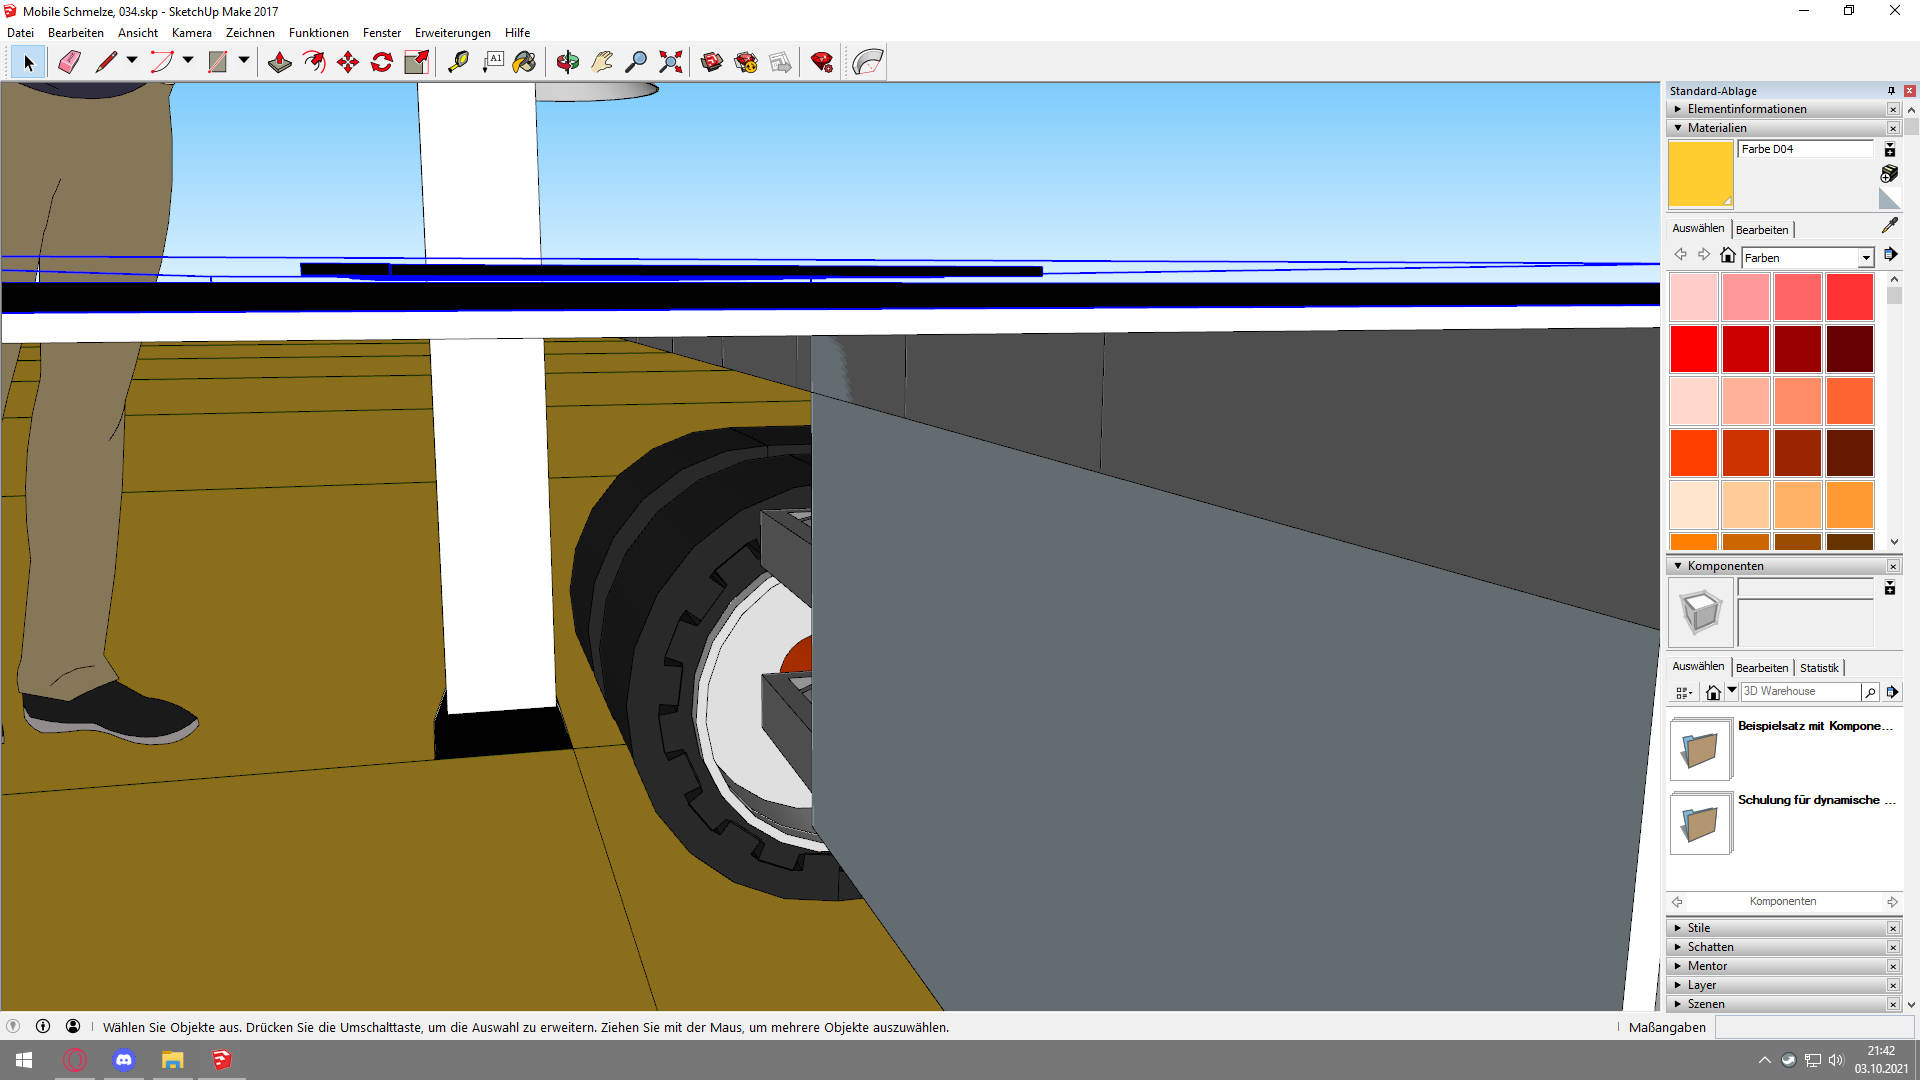 Mobile Schmelze, 034.skp - SketchUp Make 2017
Datei Bearbeiten Ansicht Kamera Zeichnen Funktionen Fenster Erweiterungen Hilfe
A1
Standard-Ablage
Elementinformationen
Materialien
Farbe D04
Auswählen Bearbeiten
Farben
Komponenten
Auswählen Bearbeiten Statistik
3D Warehouse
Beispielsatz mit Kompone...
Schulung für dynamische ...
Komponenten
Stile
Schatten
Mentor
Layer
Szenen
Wählen Sie Objekte aus. Drücken Sie die Umschalttaste, um die Auswahl zu erweitern. Ziehen Sie mit der Maus, um mehrere Objekte auszuwählen.
Maßangaben
21:42
03.10.2021